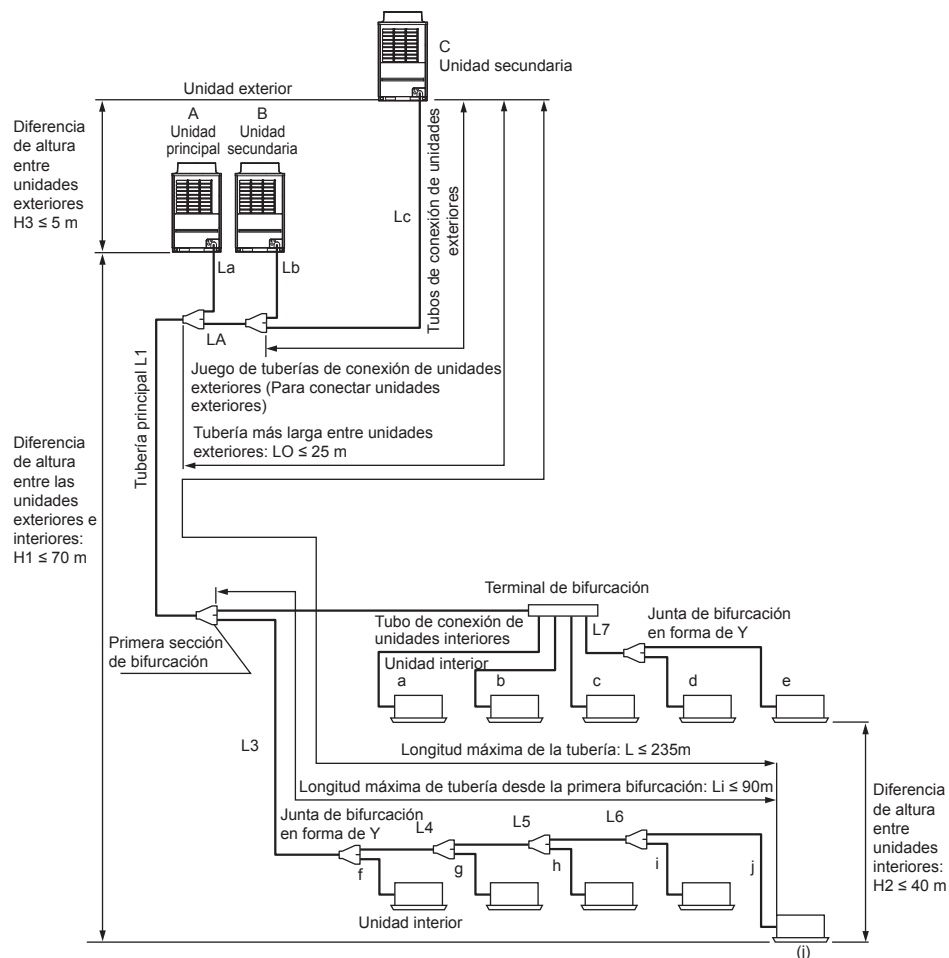 C
Unidad secundaria
Unidad exterior
A
Unidad
principal
B
Unidad
secundaria
Diferencia
de altura
entre
unidades
exteriores
H3 ≤ 5 m
La
Lb
Lc
Tubos de conexión de unidades
exteriores
LA
Tubería principal L1
Juego de tuberías de conexión de unidades
exteriores (Para conectar unidades
exteriores)
Tubería más larga entre unidades
exteriores: LO ≤ 25 m
Diferencia
de altura
entre las
unidades
exteriores e
interiores:
H1 ≤ 70 m
Terminal de bifurcación
Tubo de conexión de
unidades interiores
L7
Junta de bifurcación
en forma de Y
Primera sección
de bifurcación
Unidad interior
a
b
c
d
e
L3
Longitud máxima de la tubería: L ≤ 235m
Longitud máxima de tubería desde la primera bifurcación: Li ≤ 90m
Diferencia
de altura
entre
unidades
interiores:
H2 ≤ 40 m
Junta de bifurcación
en forma de Y
L4
L5
L6
f
g
h
i
j
Unidad interior
(j)